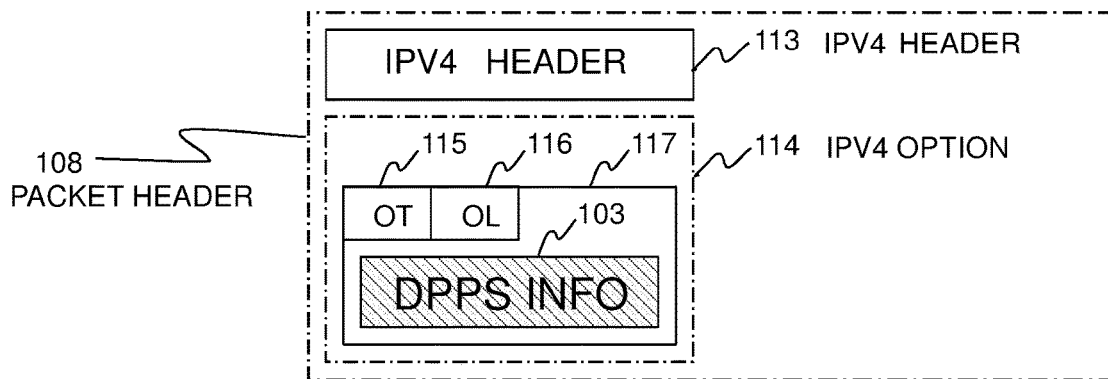 IPV4 HEADER
113 IPV4 HEADER
108
PACKET HEADER
115
116
117
114 IPV4 OPTION
OT
OL
103
DPPS INFO